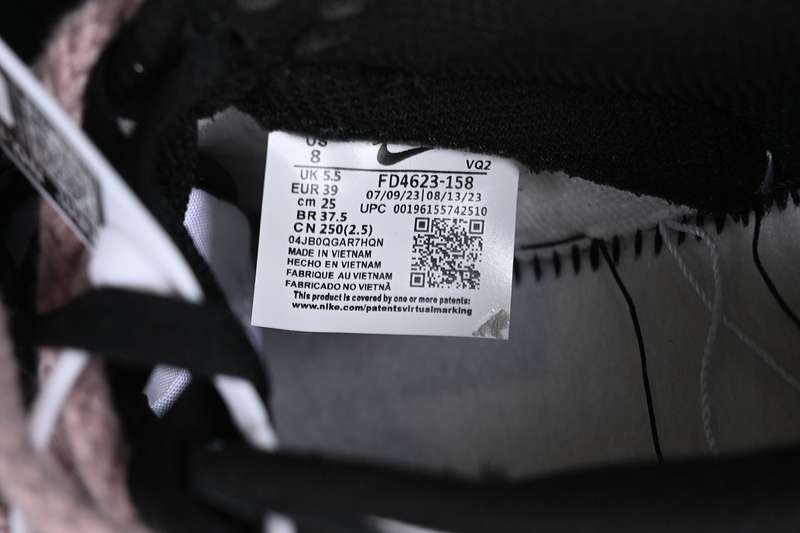 US
8
VQ2
UK 5.5
FD4623-158
EUR 39
07/09/23|08/13/23
cm 25
UPC 00196155742510
BR 37.5
CN 250(2.5)
04JB0QGAR7HQN
MADE IN VIETNAM
HECHO EN VIETNAM
FABRIQUE AU VIETNAM
FABRICADO NO VIETNÃ
This product is covered by one or more patents:
www.nike.com/patentsvirtualmarking